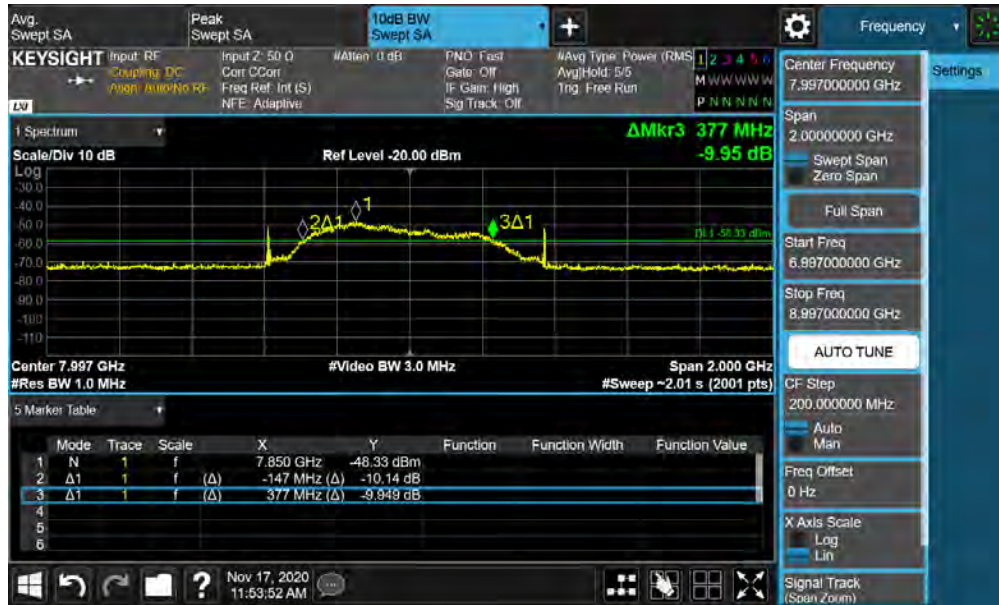 Avg.
Swept SA
Peak
Swept SA
10dB BW
Swept SA
Frequency
KEYSIGHT
Input: RF
Coupling: DC
Align: Auto/No RF
Input Z: 50 Ω
Corr CCorr
Freq Ref: Int (S)
NFE: Adaptive
#Atten: 0 dB
PNO: Fast
Gate: Off
IF Gain: High
Sig Track: Off
#Avg Type: Power (RMS
Avg|Hold: 5/5
Trig: Free Run
1 2 3 4 5 6
M W W W W W
P N N N N N
LXI
1 Spectrum
ΔMkr3 377 MHz
-9.95 dB
Scale/Div 10 dB
Ref Level -20.00 dBm
Log
-30.0
-40.0
-50.0
-60.0
-70.0
-80.0
-90.0
-100
-110
1
2Δ1
3Δ1
DL1 -58.33 dBm
Center 7.997 GHz
#Video BW 3.0 MHz
Span 2.000 GHz
#Res BW 1.0 MHz
#Sweep ~2.01 s (2001 pts)
5 Marker Table
Mode Trace Scale X Y Function Function Width Function Value
1 N 1 f 7.850 GHz -48.33 dBm
2 Δ1 1 f (Δ) -147 MHz (Δ) -10.14 dB
3 Δ1 1 f (Δ) 377 MHz (Δ) -9.949 dB
4
5
6
Nov 17, 2020
11:53:52 AM
Center Frequency
7.997000000 GHz
Settings
Span
2.00000000 GHz
Swept Span
Zero Span
Full Span
Start Freq
6.997000000 GHz
Stop Freq
8.997000000 GHz
AUTO TUNE
CF Step
200.000000 MHz
Auto
Man
Freq Offset
0 Hz
X Axis Scale
Log
Lin
Signal Track
(Span Zoom)